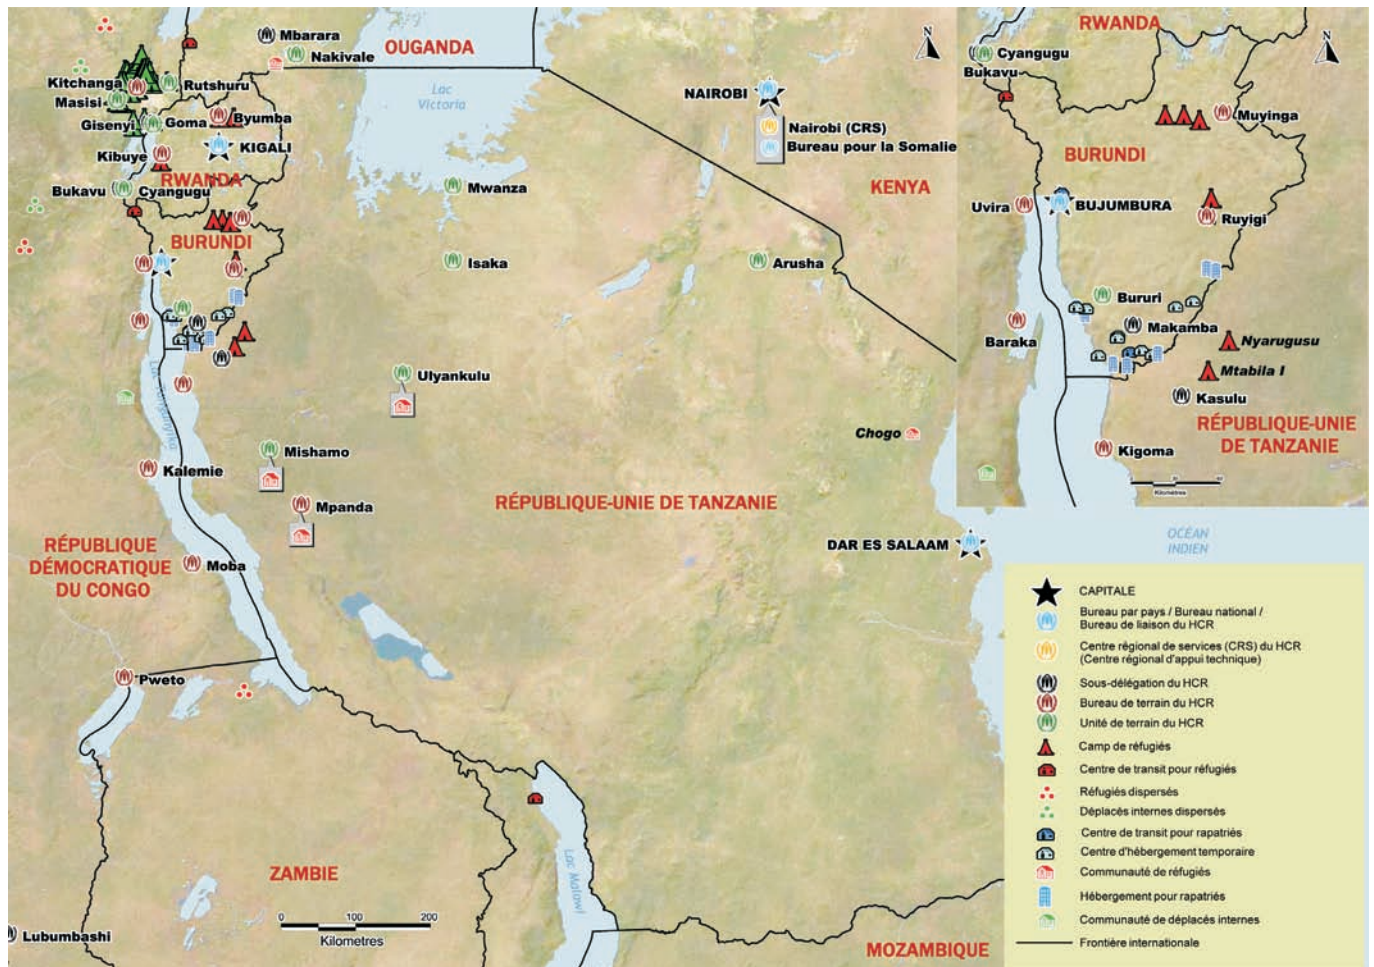 Mbarara
OUGANDA
Nakivale
Kitchanga
Rutshuru
Masisi
Lac
Victoria
Gisenyi
Goma
Byumba
KIGALI
Kibuye
RWANDA
Bukavu
Cyangugu
BURUNDI
NAIROBI
N
Nairobi (CRS)
Bureau pour la Somalie
KENYA
Mwanza
Isaka
Arusha
Ulyankulu
Lac Tanganyika
Mishamo
Kalemie
Mpanda
Chogo
RÉPUBLIQUE-UNIE DE TANZANIE
DAR ES SALAAM
RÉPUBLIQUE
DÉMOCRATIQUE
DU CONGO
Moba
Pweto
ZAMBIE
Lubumbashi
0 100 200
Kilometres
Lac Malawi
MOZAMBIQUE
RWANDA
N
Cyangugu
Bukavu
Muyinga
BURUNDI
Uvira
BUJUMBURA
Ruyigi
Bururi
Makamba
Baraka
Nyarugusu
Mtabila I
Kasulu
RÉPUBLIQUE-UNIE
DE TANZANIE
Kigoma
Kilometres
OCÉAN
INDIEN
CAPITALE
Bureau par pays / Bureau national /
Bureau de liaison du HCR
Centre régional de services (CRS) du HCR
(Centre régional d'appui technique)
Sous-délégation du HCR
Bureau de terrain du HCR
Unité de terrain du HCR
Camp de réfugiés
Centre de transit pour réfugiés
Réfugiés dispersés
Déplacés internes dispersés
Centre de transit pour rapatriés
Centre d'hébergement temporaire
Communauté de réfugiés
Hébergement pour rapatriés
Communauté de déplacés internes
Frontière internationale